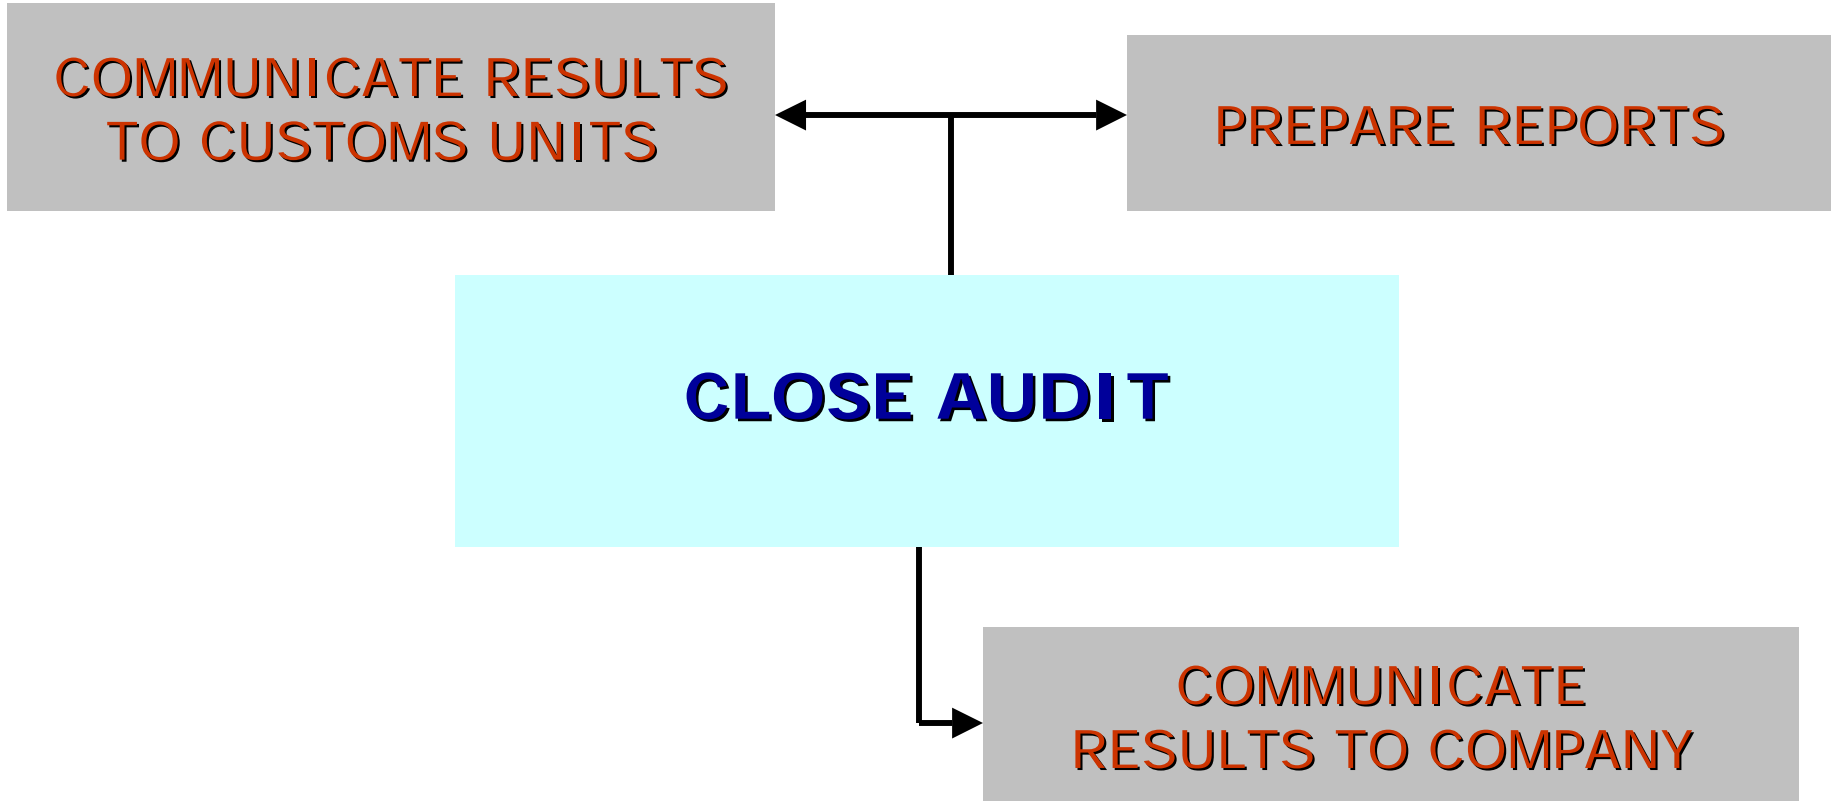 COMMUNICATE RESULTS
TO CUSTOMS UNITS
PREPARE REPORTS
CLOSE AUDIT
COMMUNICATE
RESULTS TO COMPANY